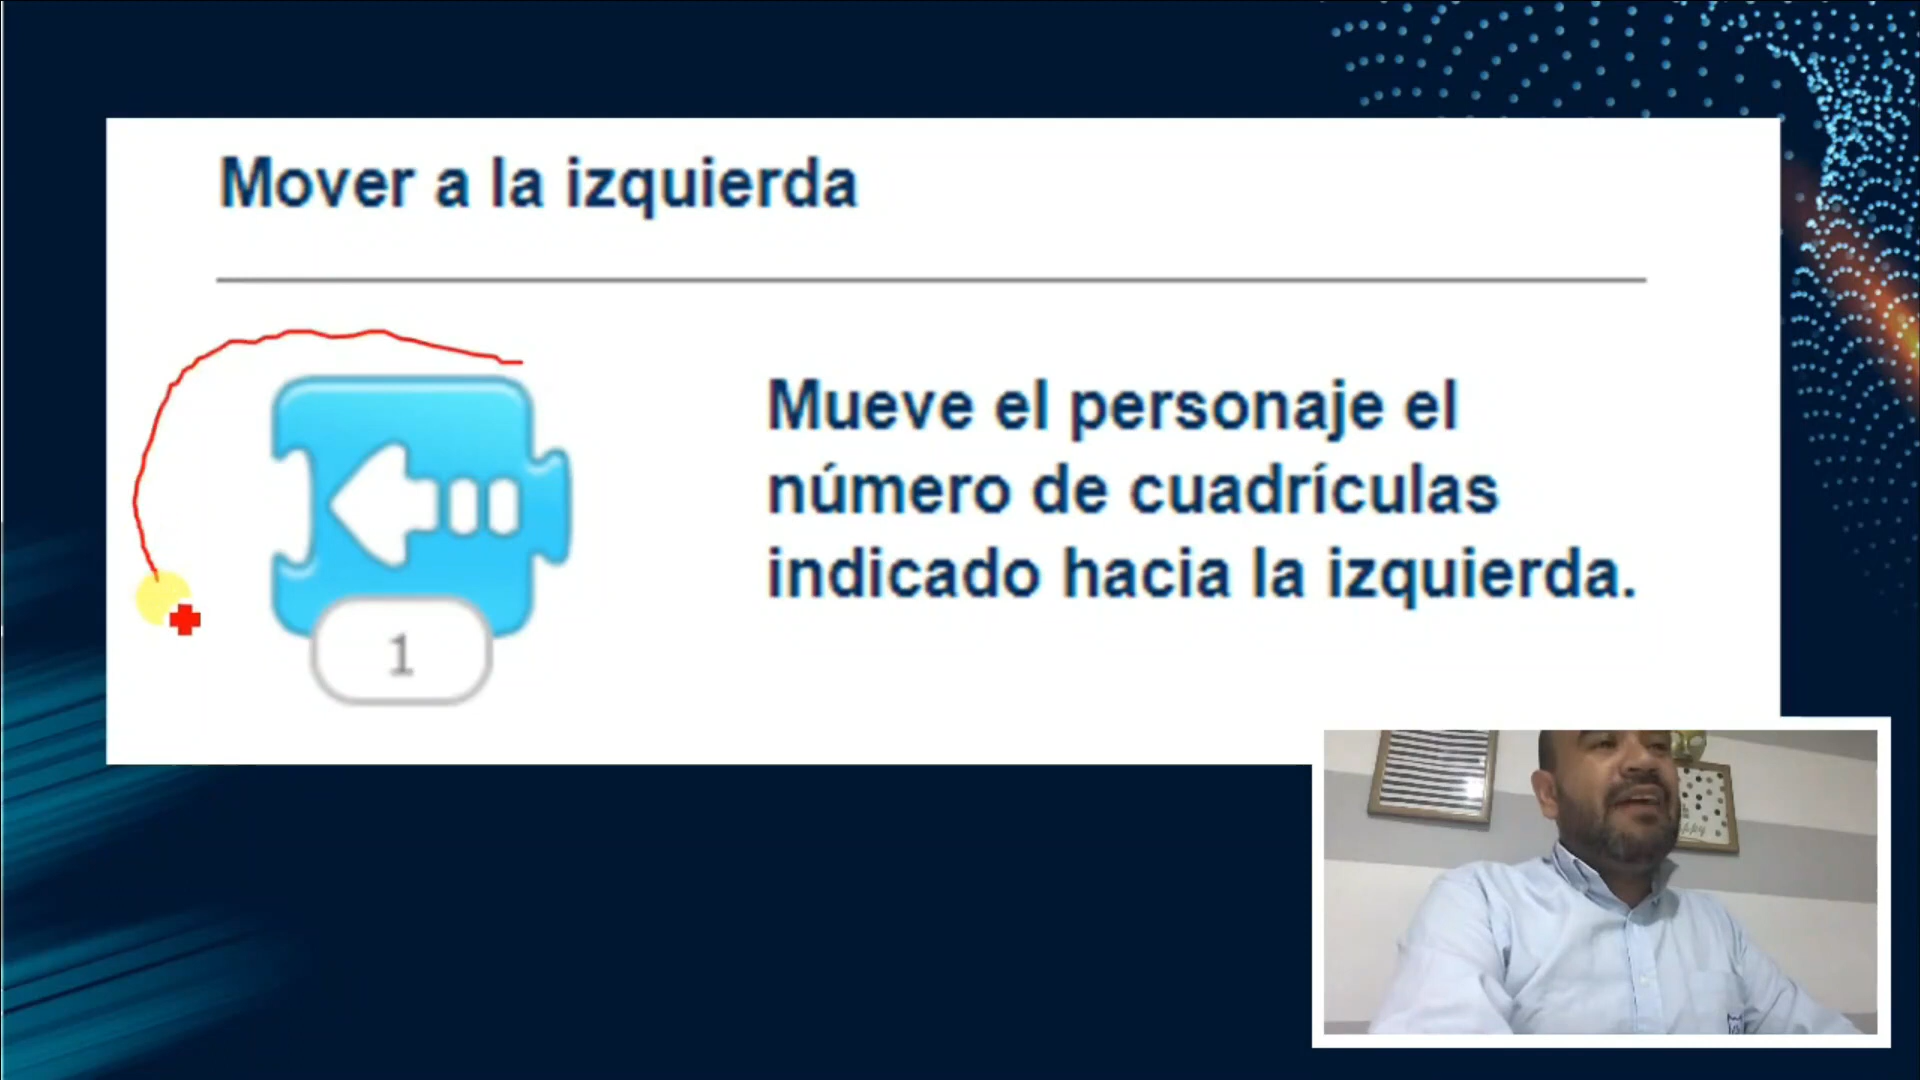 Mover a la izquierda
Mueve el personaje el
número de cuadrículas
indicado hacia la izquierda.
1